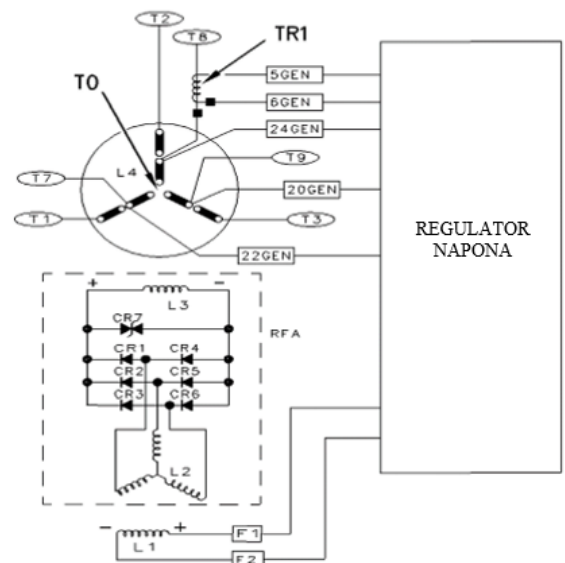 T2
T8
TR1
5GEN
6GEN
TO
24GEN
L4
T9
T7
20GEN
T1
T3
22GEN
REGULATOR
NAPONA
+
-
L3
CR7
RFA
CR1
CR4
CR2
CR5
CR3
CR6
L2
-
+
L1
F1
F2